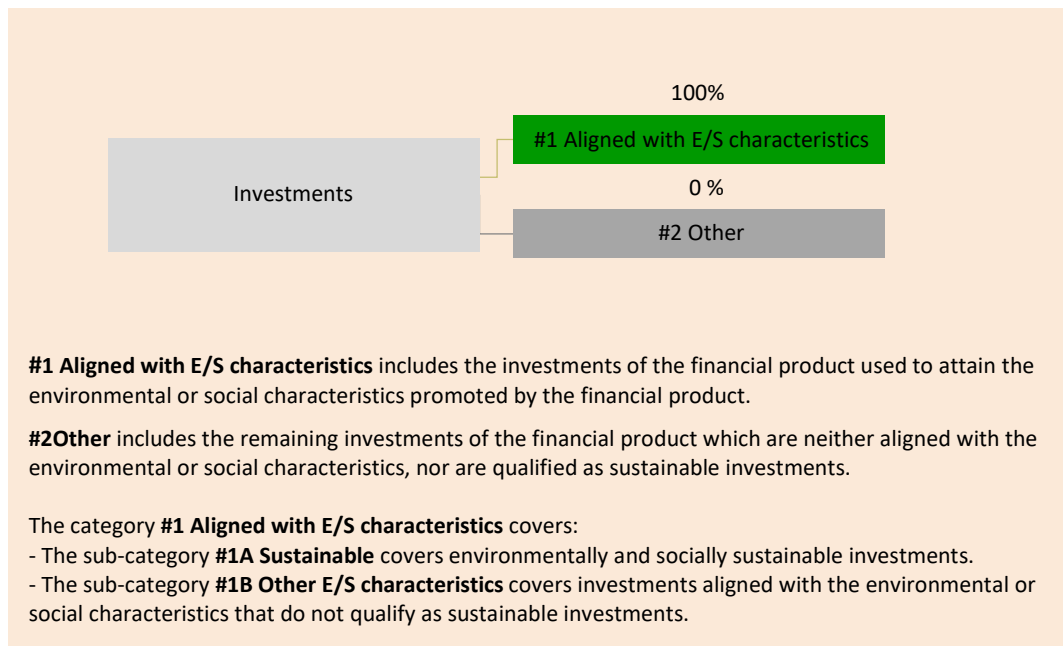 100%
#1 Aligned with E/S characteristics
Investments
0 %
#2 Other
#1 Aligned with E/S characteristics includes the investments of the financial product used to attain the
environmental or social characteristics promoted by the financial product.
#2Other includes the remaining investments of the financial product which are neither aligned with the
environmental or social characteristics, nor are qualified as sustainable investments.
The category #1 Aligned with E/S characteristics covers:
- The sub-category #1A Sustainable covers environmentally and socially sustainable investments.
- The sub-category #1B Other E/S characteristics covers investments aligned with the environmental or
social characteristics that do not qualify as sustainable investments.